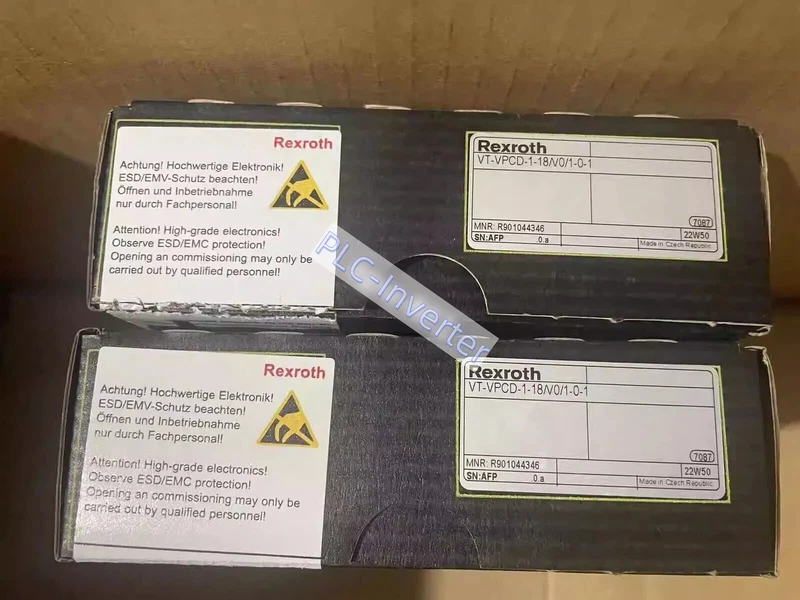 Rexroth
Achtung! Hochwertige Elektronik!
ESD/EMV-Schutz beachten!
Öffnen und Inbetriebnahme
nur durch Fachpersonal!
Attention! High-grade electronics!
Observe ESD/EMC protection!
Opening an commissioning may only be
carried out by qualified personnel!
Rexroth
VT-VPCD-1-18/V0/1-0-1
7087
MNR: R901044346
22W50
SN:AFP 0.a
Made in Czech Republic
PLC-Inverter
Rexroth
Achtung! Hochwertige Elektronik!
ESD/EMV-Schutz beachten!
Öffnen und Inbetriebnahme
nur durch Fachpersonal!
Attention! High-grade electronics!
Observe ESD/EMC protection!
Opening an commissioning may only be
carried out by qualified personnel!
Rexroth
VT-VPCD-1-18/V0/1-0-1
7087
MNR: R901044346
22W50
SN:AFP 0.a
Made in Czech Republic